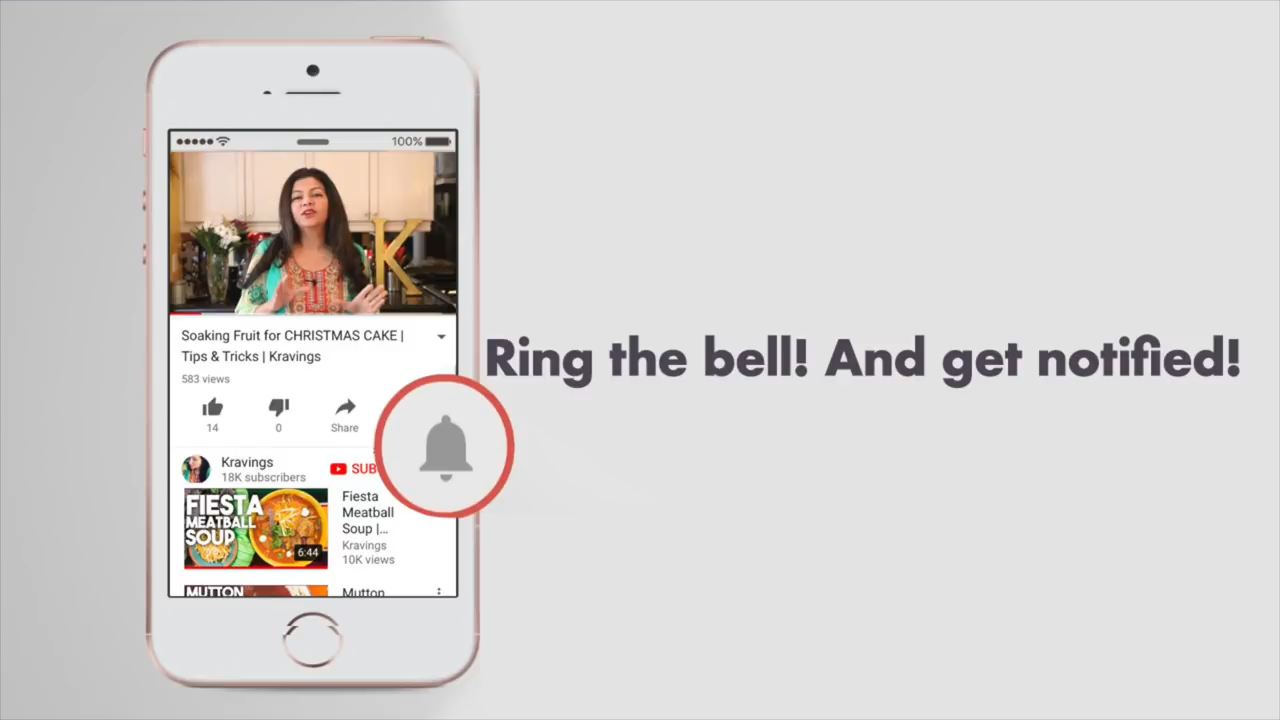 100%
K
Soaking Fruit for CHRISTMAS CAKE |
Tips & Tricks | Kravings
583 views
14
0
Share
Ring the bell! And get notified!
Kravings
18K subscribers
SUB
FIESTA
MEATBALL
SOUP
6:44
Fiesta
Meatball
Soup |...
Kravings
10K views
MUTTON
Mutton